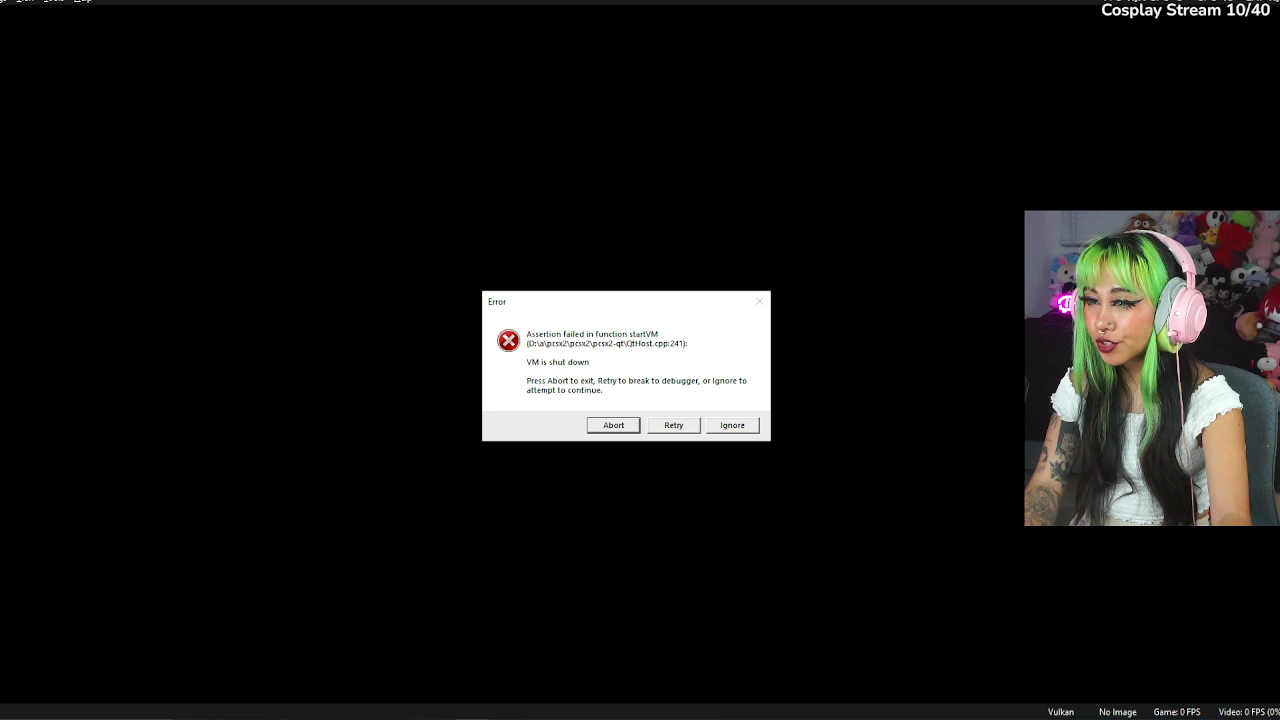 Cosplay Stream 10/40
Error
Assertion failed in function startVM
(D:\a\pcsx2\pcsx2\pcsx2-qt\QtHost.cpp:241):
VM is shut down
Press Abort to exit, Retry to break to debugger, or Ignore to
attempt to continue.
Abort Retry Ignore
Vulkan No Image Game: 0 FPS Video: 0 FPS (0%